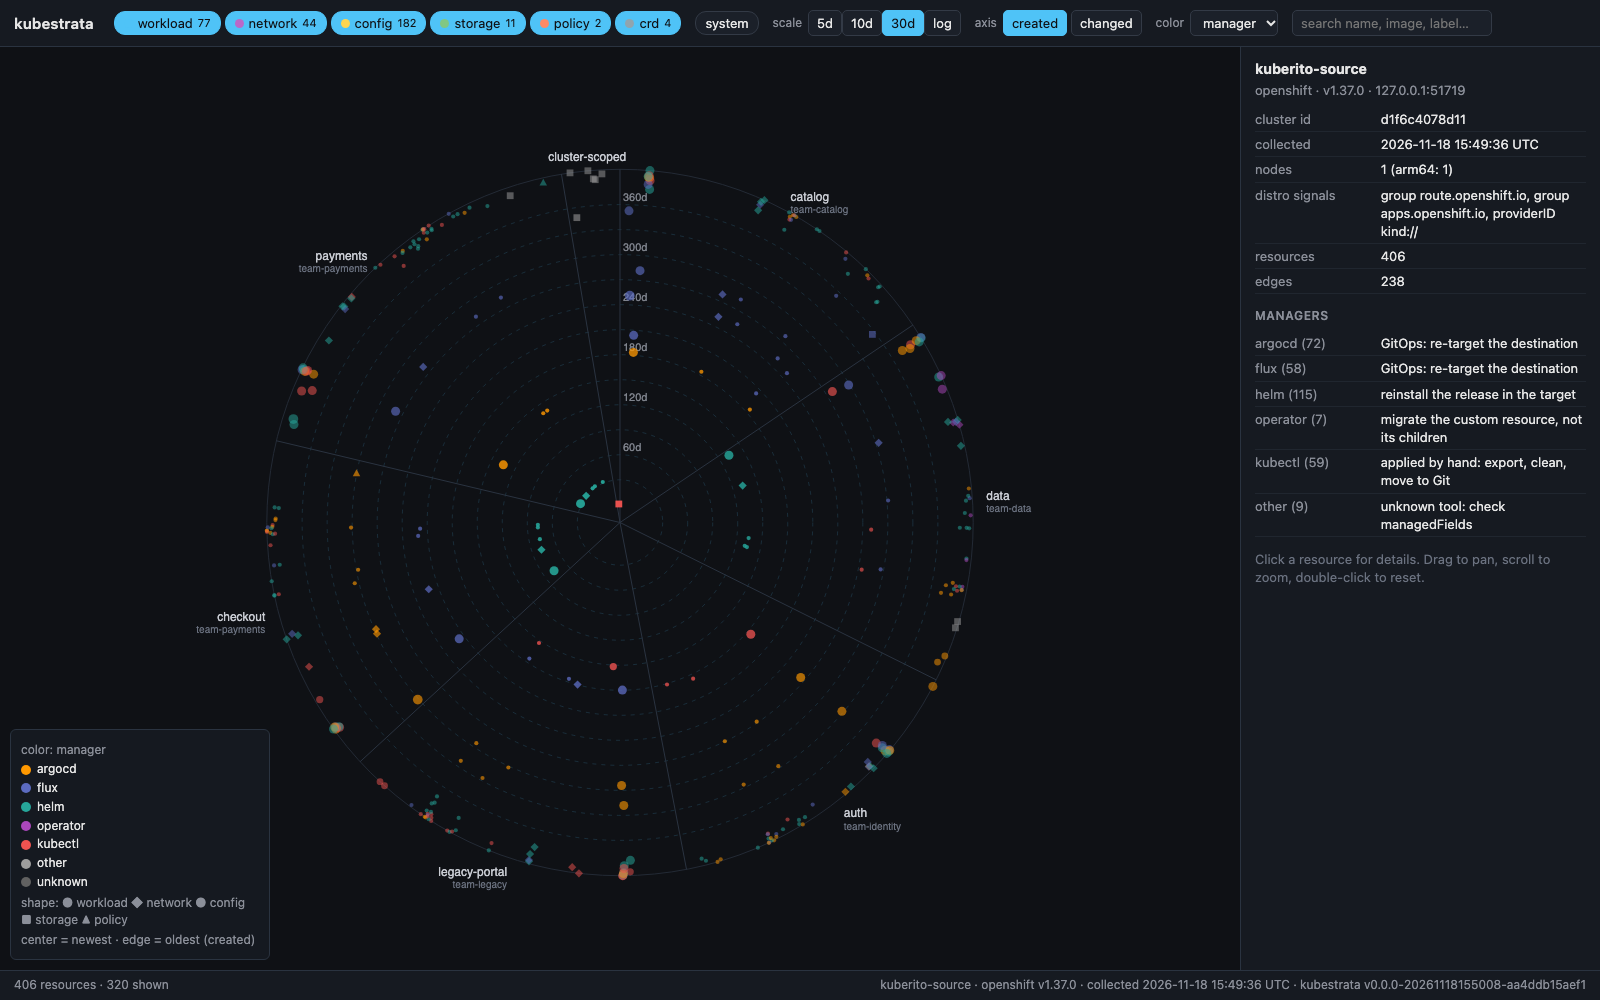 kubestrata workload 77 network 44 config 182 storage 11 policy 2 crd 4 system scale 5d 10d 30d log axis created changed color manager search name, image, label...
kuberito-source
openshift · v1.37.0 · 127.0.0.1:51719
cluster id d1f6c4078d11
collected 2026-11-18 15:49:36 UTC
nodes 1 (arm64: 1)
distro signals group route.openshift.io, group
apps.openshift.io, providerID
kind://
resources 406
edges 238
MANAGERS
argocd (72) GitOps: re-target the destination
flux (58) GitOps: re-target the destination
helm (115) reinstall the release in the target
operator (7) migrate the custom resource, not
its children
kubectl (59) applied by hand: export, clean,
move to Git
other (9) unknown tool: check
managedFields
Click a resource for details. Drag to pan, scroll to
zoom, double-click to reset.
cluster-scoped
catalog
team-catalog
payments
team-payments
data
team-data
checkout
team-payments
auth
team-identity
legacy-portal
team-legacy
360d
300d
240d
180d
120d
60d
color: manager
argocd
flux
helm
operator
kubectl
other
unknown
shape: workload network config
storage policy
center = newest · edge = oldest (created)
406 resources · 320 shown
kuberito-source · openshift v1.37.0 · collected 2026-11-18 15:49:36 UTC · kubestrata v0.0.0-20261118155008-aa4ddb15aef1